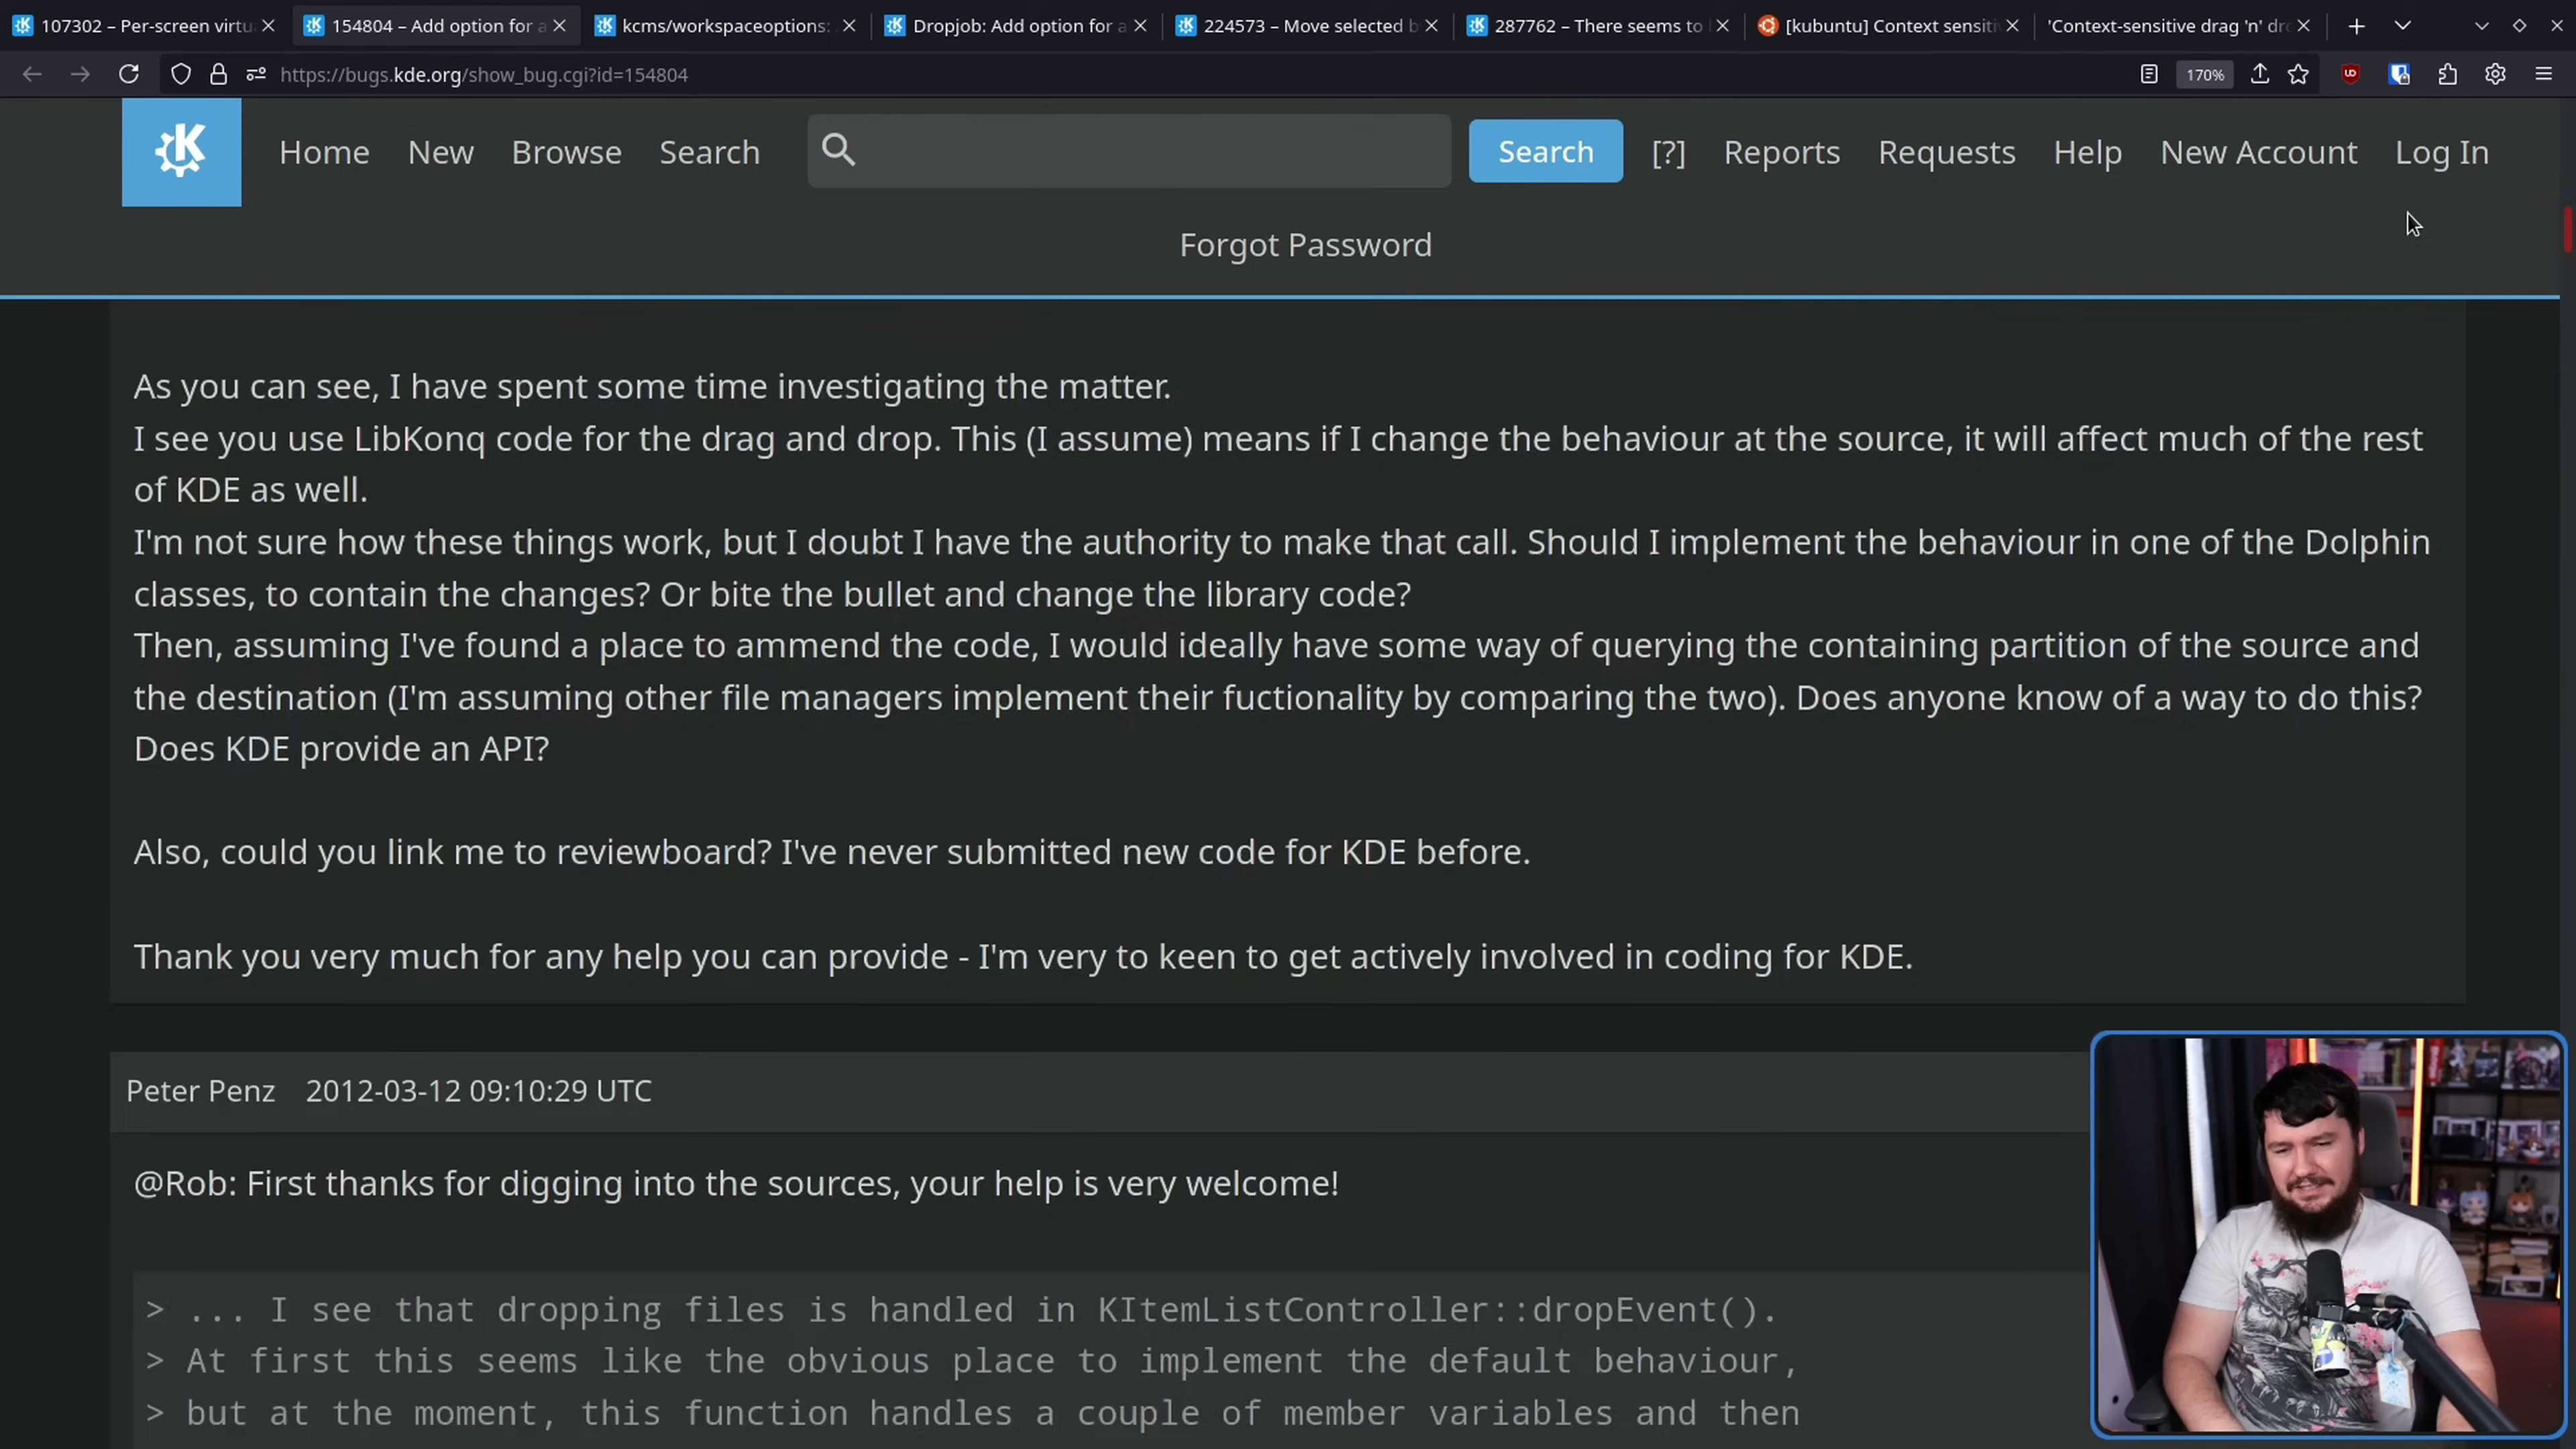 107302 – Per-screen virtu
154804 – Add option for a
kcms/workspaceoptions:
Dropjob: Add option for a
224573 – Move selected b
287762 – There seems to
[kubuntu] Context sensiti
'Context-sensitive drag 'n' dr
https://bugs.kde.org/show_bug.cgi?id=154804
170%
Home
New
Browse
Search
Search
[?]
Reports
Requests
Help
New Account
Log In
Forgot Password
As you can see, I have spent some time investigating the matter.
I see you use LibKonq code for the drag and drop. This (I assume) means if I change the behaviour at the source, it will affect much of the rest
of KDE as well.
I'm not sure how these things work, but I doubt I have the authority to make that call. Should I implement the behaviour in one of the Dolphin
classes, to contain the changes? Or bite the bullet and change the library code?
Then, assuming I've found a place to ammend the code, I would ideally have some way of querying the containing partition of the source and
the destination (I'm assuming other file managers implement their fuctionality by comparing the two). Does anyone know of a way to do this?
Does KDE provide an API?
Also, could you link me to reviewboard? I've never submitted new code for KDE before.
Thank you very much for any help you can provide - I'm very to keen to get actively involved in coding for KDE.
Peter Penz 2012-03-12 09:10:29 UTC
@Rob: First thanks for digging into the sources, your help is very welcome!
> ... I see that dropping files is handled in KItemListController::dropEvent().
> At first this seems like the obvious place to implement the default behaviour,
> but at the moment, this function handles a couple of member variables and then